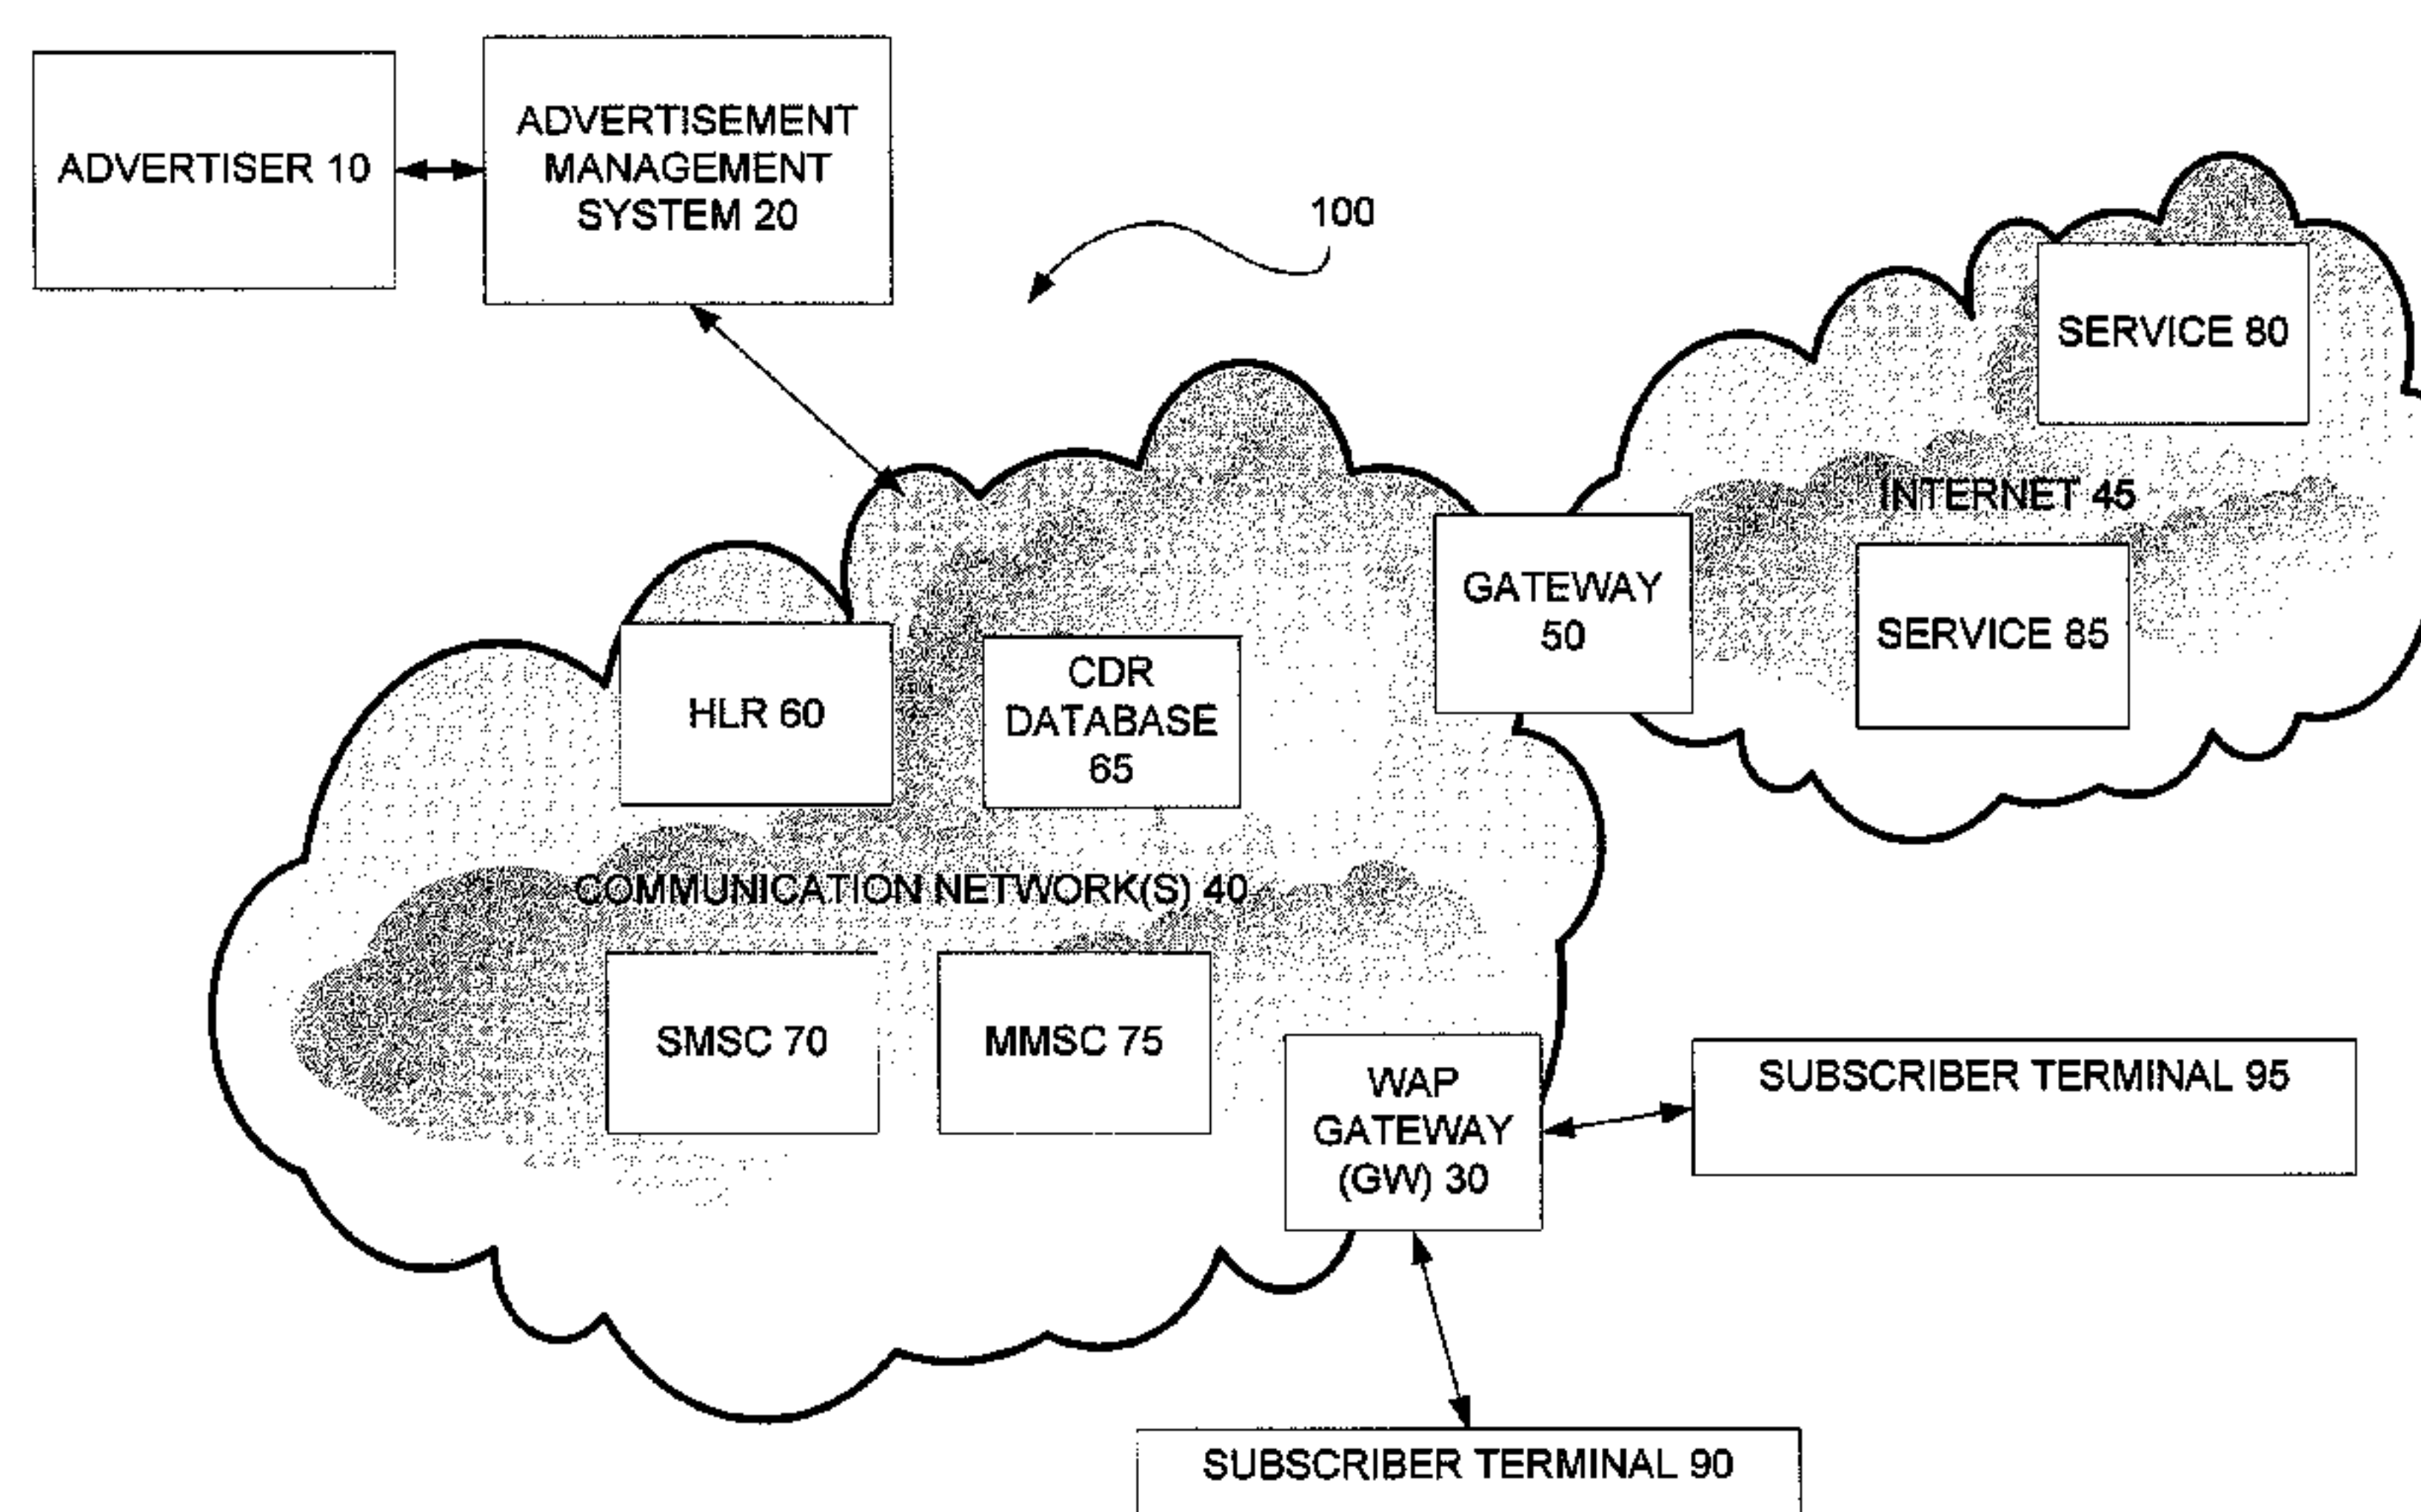 ADVERTISER 10
ADVERTISEMENT
MANAGEMENT
SYSTEM 20
100
SERVICE 80
INTERNET 45
GATEWAY
50
SERVICE 85
HLR 60
CDR
DATABASE
65
COMMUNICATION NETWORK(S) 40
SMSC 70
MMSC 75
WAP
GATEWAY
(GW) 30
SUBSCRIBER TERMINAL 95
SUBSCRIBER TERMINAL 90